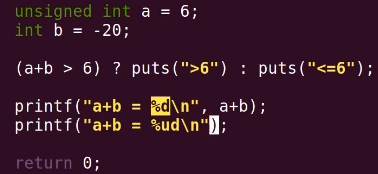 unsigned int a = 6;
int b = -20;
(a+b > 6) ? puts(">6") : puts("<=6");
printf("a+b = %d\n", a+b);
printf("a+b = %ud\n");
return 0;